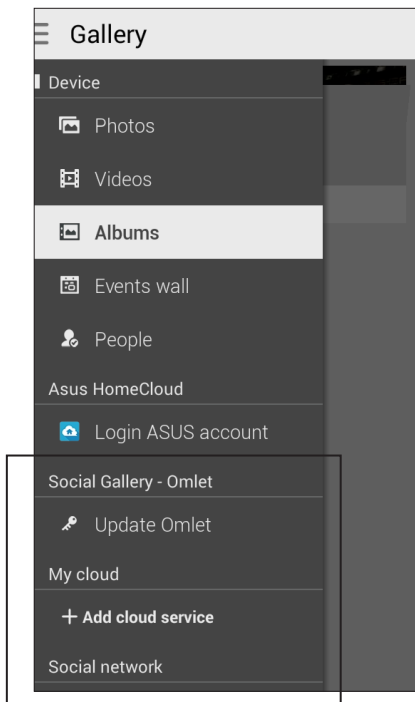 Gallery
Device
Photos
Videos
Albums
Events wall
People
Asus HomeCloud
Login ASUS account
Social Gallery - Omlet
Update Omlet
My cloud
+ Add cloud service
Social network